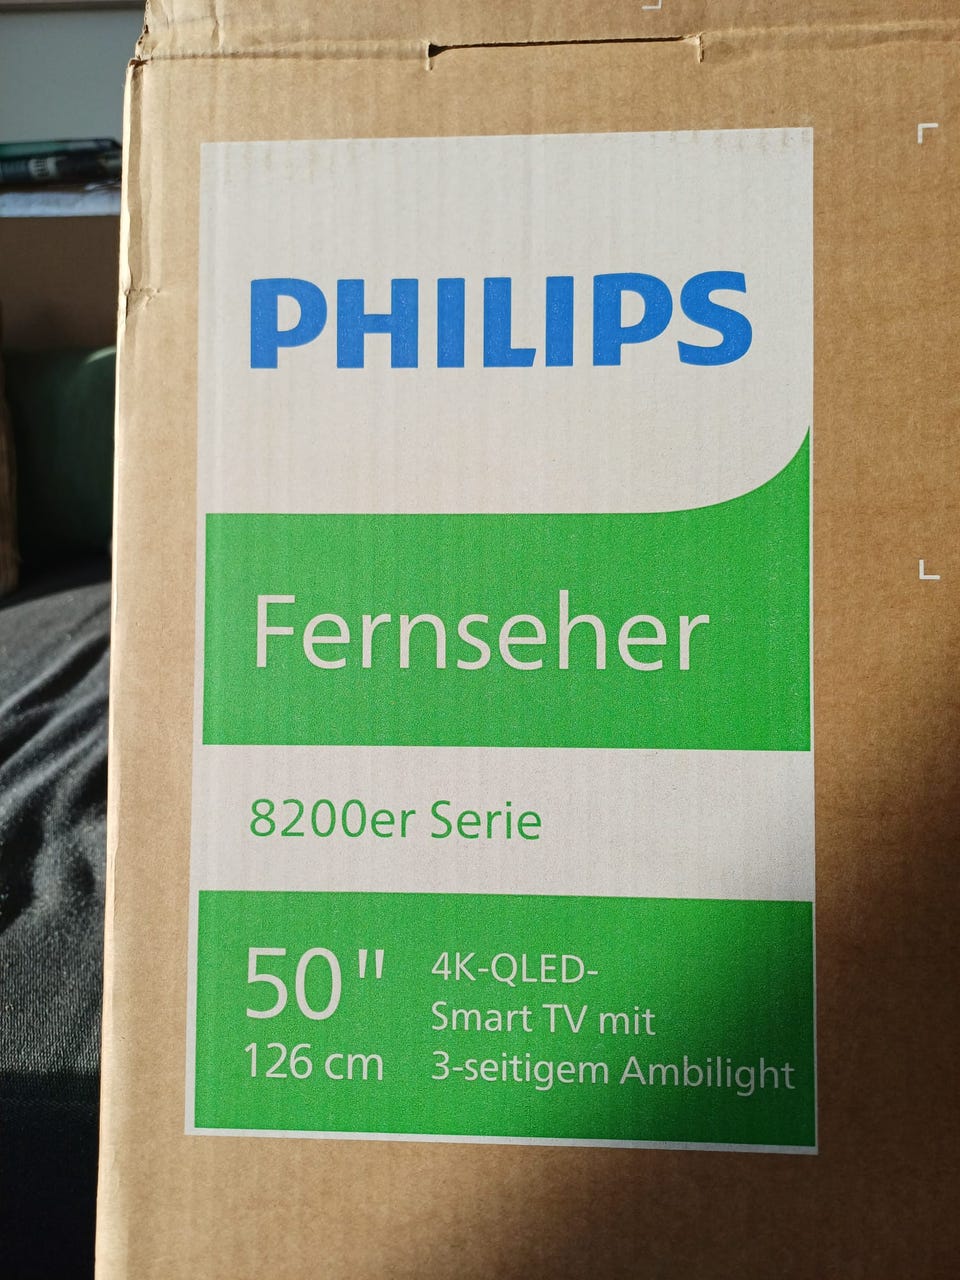 PHILIPS
Fernseher
8200er Serie
50"
126 cm
4K-QLED-
Smart TV mit
3-seitigem Ambilight